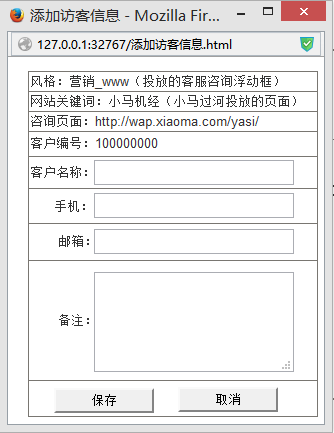 添加访客信息 - Mozilla Fir...
127.0.0.1:32767/添加访客信息.html
风格：营销_www（投放的客服咨询浮动框）
网站关键词：小马机经（小马过河投放的页面）
咨询页面：http://wap.xiaoma.com/yasi/
客户编号：100000000
客户名称：
手机：
邮箱：
备注：
保存 取消